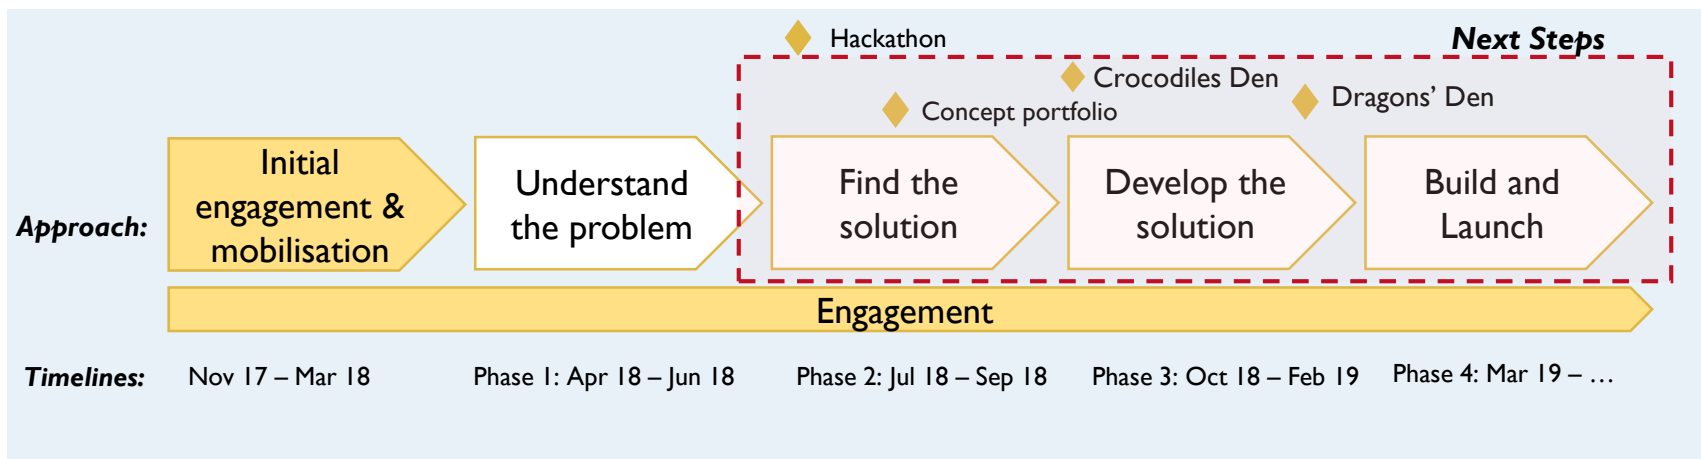 Hackathon
Next Steps
Crocodiles Den
Dragons’ Den
Concept portfolio
Approach:
Initial
engagement &
mobilisation
Understand
the problem
Find the
solution
Develop the
solution
Build and
Launch
Engagement
Timelines:
Nov 17 – Mar 18
Phase 1: Apr 18 – Jun 18
Phase 2: Jul 18 – Sep 18
Phase 3: Oct 18 – Feb 19
Phase 4: Mar 19 – …